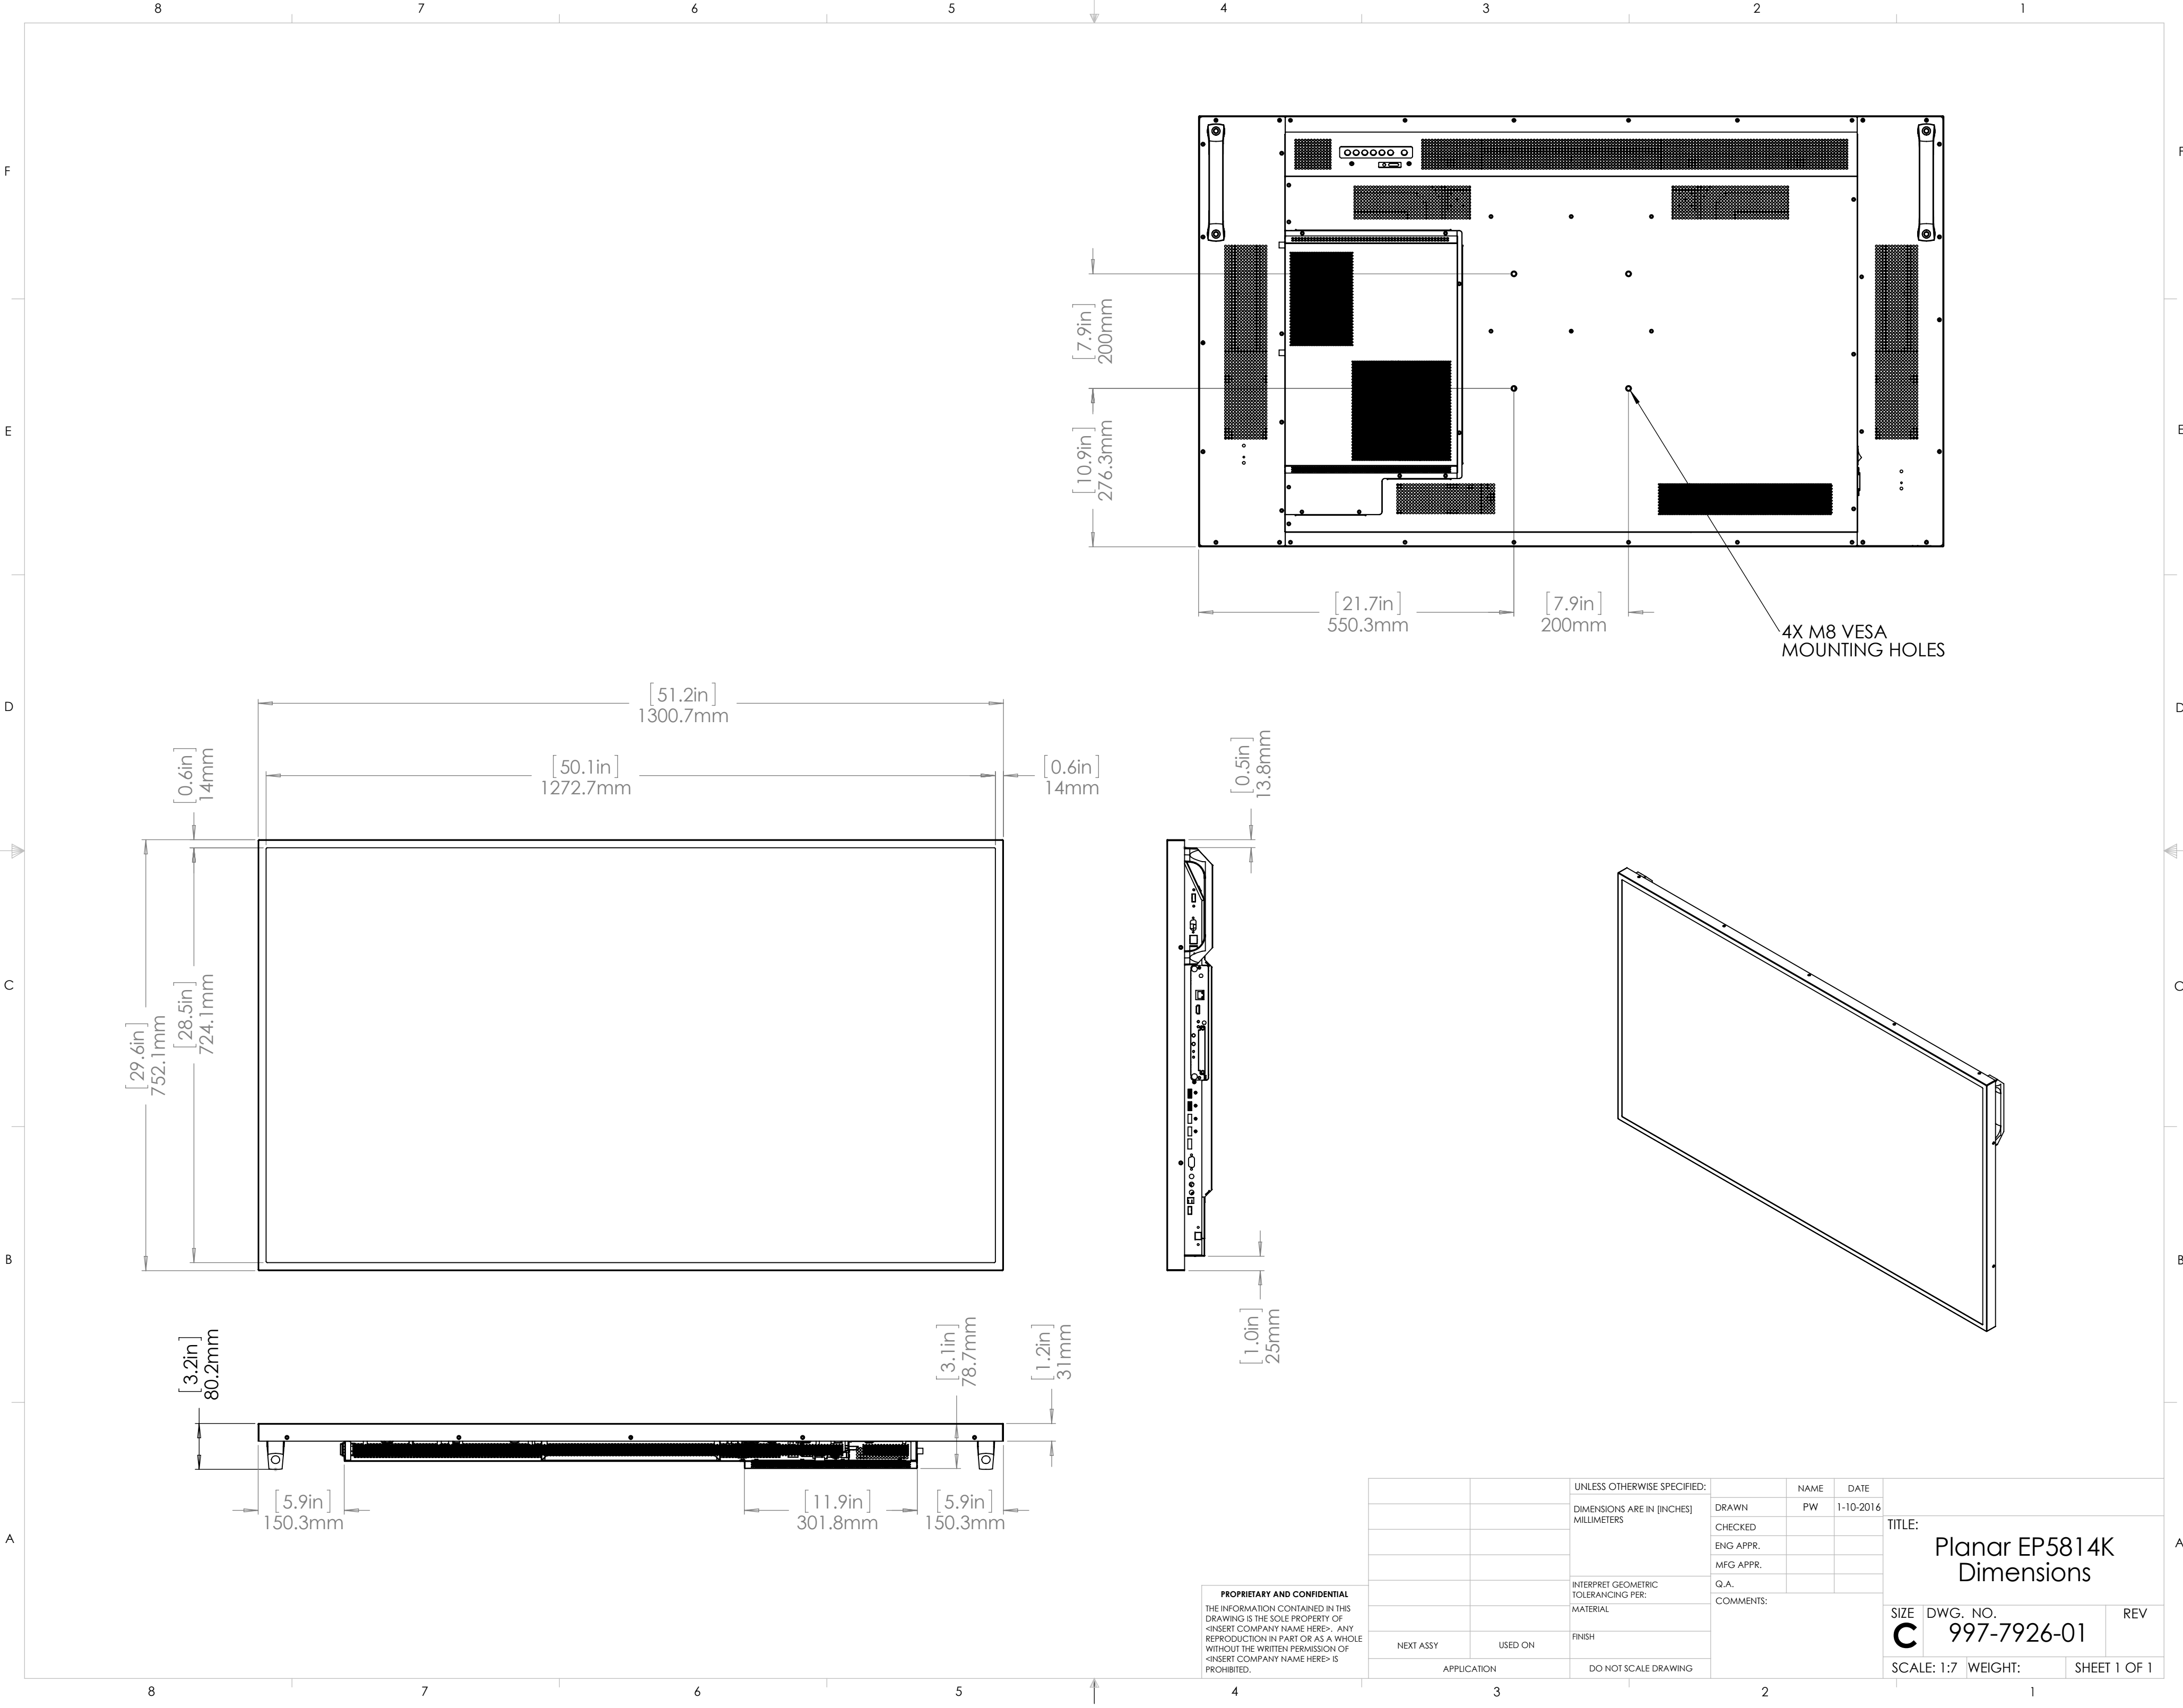 8 7 6 5 4 3 2 1
F F
E E
D D
C C
B B
A A
[7.9in]
200mm
[10.9in]
276.3mm
[21.7in]
550.3mm
[7.9in]
200mm
4X M8 VESA
MOUNTING HOLES
[51.2in]
1300.7mm
[50.1in]
1272.7mm
[0.6in]
14mm
[0.6in]
14mm
[29.6in]
752.1mm
[28.5in]
724.1mm
[0.5in]
13.8mm
[1.0in]
25mm
[3.2in]
80.2mm
[3.1in]
78.7mm
[1.2in]
31mm
[5.9in]
150.3mm
[11.9in]
301.8mm
[5.9in]
150.3mm
PROPRIETARY AND CONFIDENTIAL
THE INFORMATION CONTAINED IN THIS
DRAWING IS THE SOLE PROPERTY OF
<INSERT COMPANY NAME HERE>. ANY
REPRODUCTION IN PART OR AS A WHOLE
WITHOUT THE WRITTEN PERMISSION OF
<INSERT COMPANY NAME HERE> IS
PROHIBITED.
NEXT ASSY USED ON
APPLICATION
UNLESS OTHERWISE SPECIFIED:
DIMENSIONS ARE IN [INCHES]
MILLIMETERS
INTERPRET GEOMETRIC
TOLERANCING PER:
MATERIAL
FINISH
DO NOT SCALE DRAWING
NAME DATE
DRAWN PW 1-10-2016
CHECKED
ENG APPR.
MFG APPR.
Q.A.
COMMENTS:
TITLE:
Planar EP5814K
Dimensions
SIZE DWG. NO. REV
C 997-7926-01
SCALE: 1:7 WEIGHT: SHEET 1 OF 1
8 7 6 5 4 3 2 1